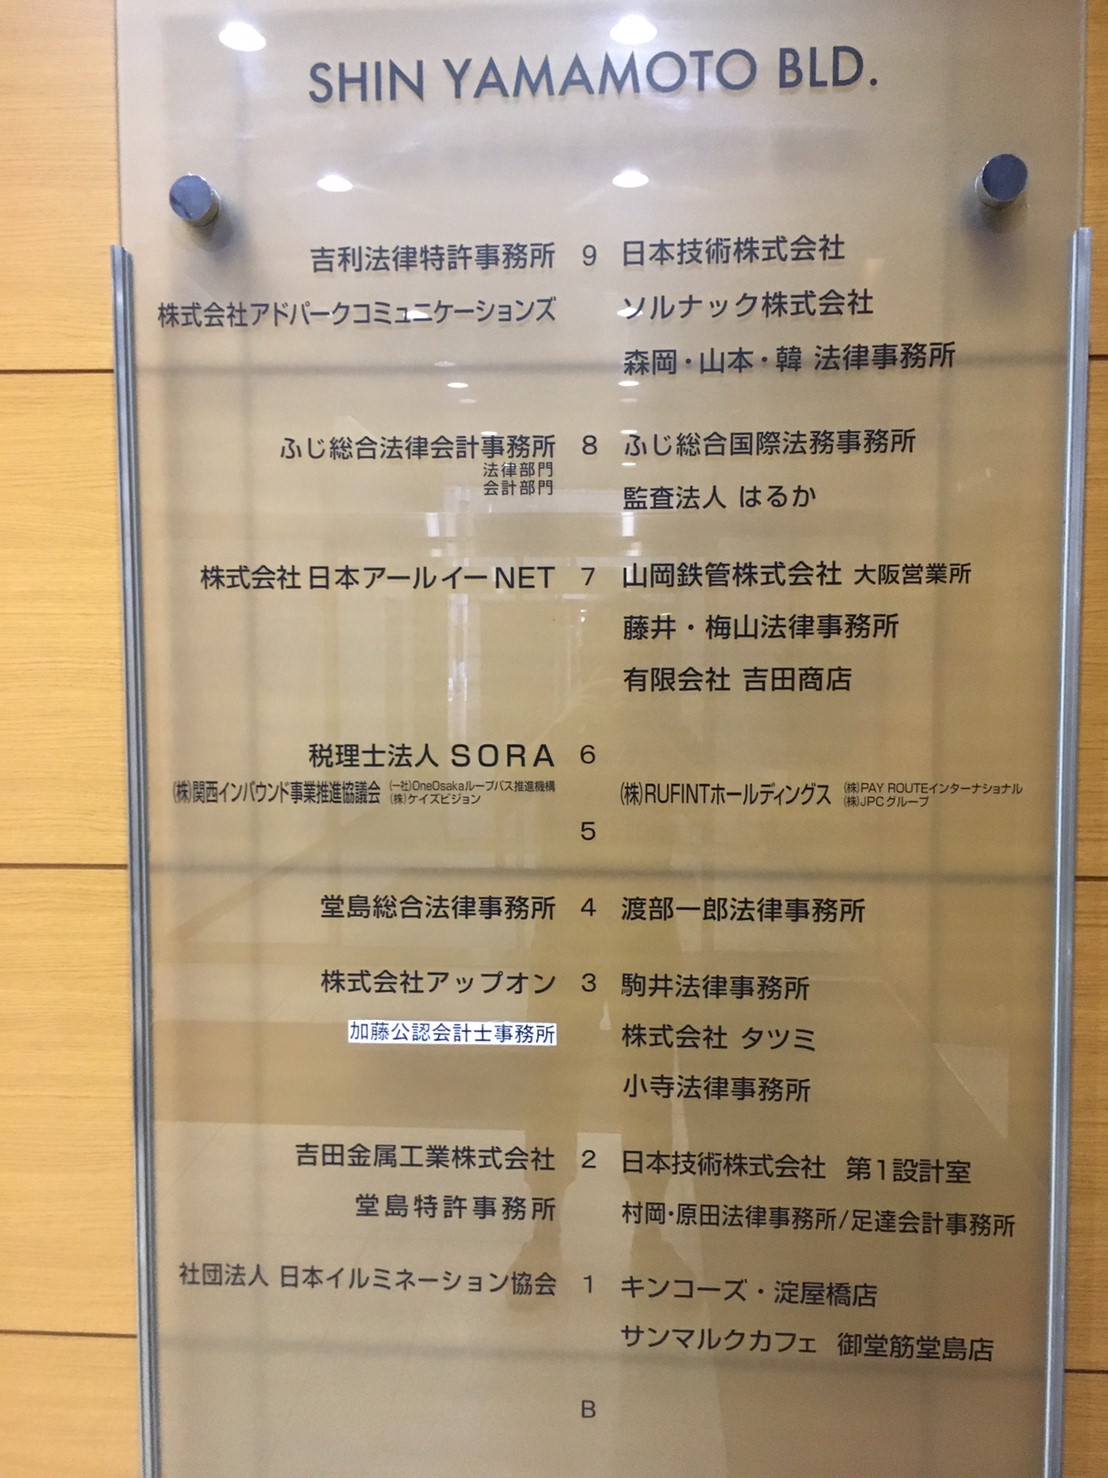 SHIN YAMAMOTO BLD.
吉利法律特許事務所 9 日本技術株式会社
株式会社アドパークコミュニケーションズ ソルナック株式会社
森岡・山本・韓 法律事務所
ふじ総合法律会計事務所 8 ふじ総合国際法務事務所
法律部門
会計部門
監査法人 はるか
株式会社日本アールイーNET 7 山岡鉄管株式会社 大阪営業所
藤井・梅山法律事務所
有限会社 吉田商店
税理士法人 SORA 6
(株)関西インバウンド事業推進協議会 (一社)OneOsakaループバス推進機構 (株)RUFINTホールディングス (株)PAY ROUTEインターナショナル
(株)ケイズビジョン (株)JPCグループ
5
堂島総合法律事務所 4 渡部一郎法律事務所
株式会社アップオン 3 駒井法律事務所
加藤公認会計士事務所 株式会社 タツミ
小寺法律事務所
吉田金属工業株式会社 2 日本技術株式会社 第1設計室
堂島特許事務所 村岡・原田法律事務所/足達会計事務所
社団法人 日本イルミネーション協会 1 キンコーズ・淀屋橋店
サンマルクカフェ 御堂筋堂島店
B